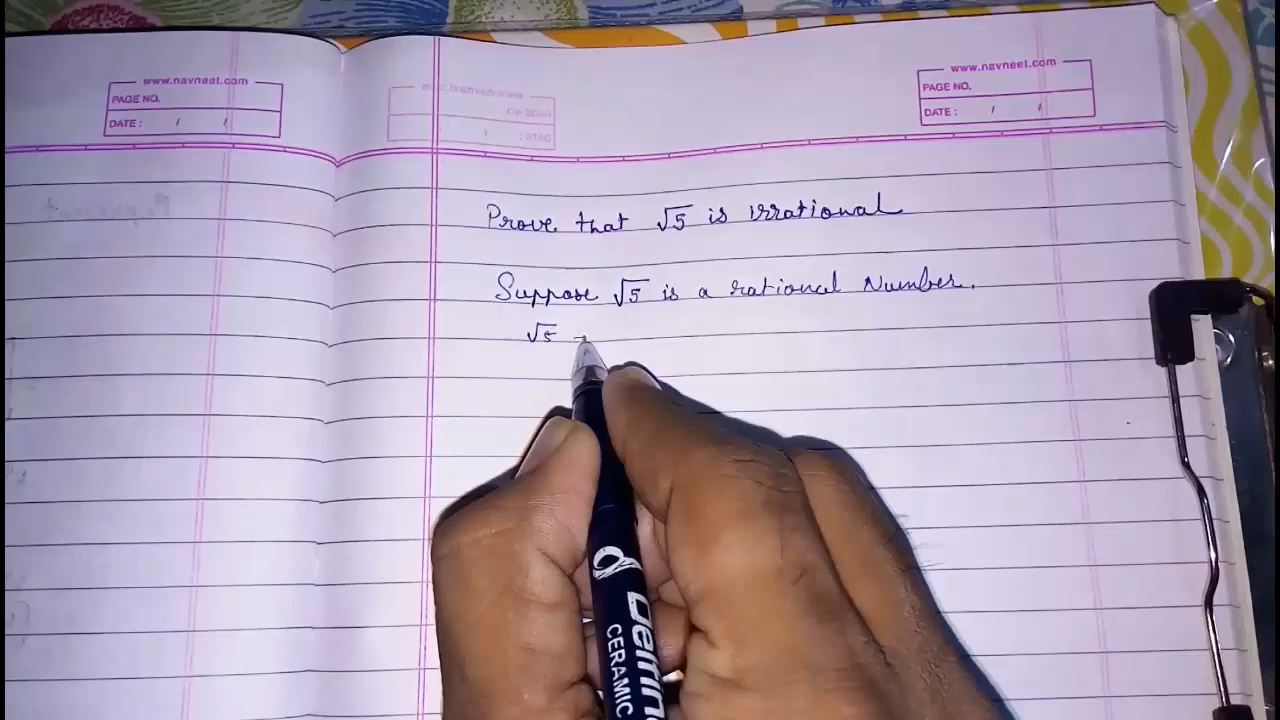 www.navneet.com
PAGE NO.
DATE : / /
www.navneet.com
PAGE NO.
DATE : / /
Prove that √5 is irrational
Suppose √5 is a rational Number.
√5
CERAMIC